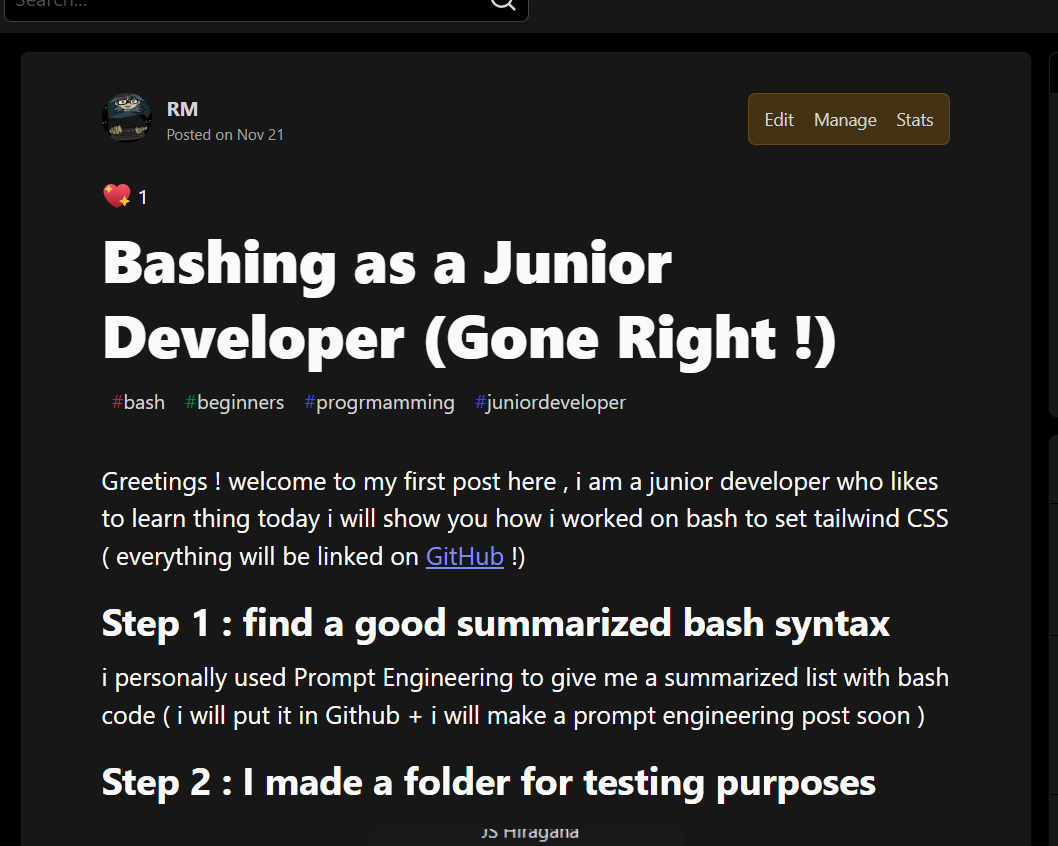 Search...
RM
Posted on Nov 21
Edit Manage Stats
1
Bashing as a Junior
Developer (Gone Right !)
#bash #beginners #progrmamming #juniordeveloper
Greetings ! welcome to my first post here , i am a junior developer who likes
to learn thing today i will show you how i worked on bash to set tailwind CSS
( everything will be linked on GitHub !)
Step 1 : find a good summarized bash syntax
i personally used Prompt Engineering to give me a summarized list with bash
code ( i will put it in Github + i will make a prompt engineering post soon )
Step 2 : I made a folder for testing purposes
JS Hiragana